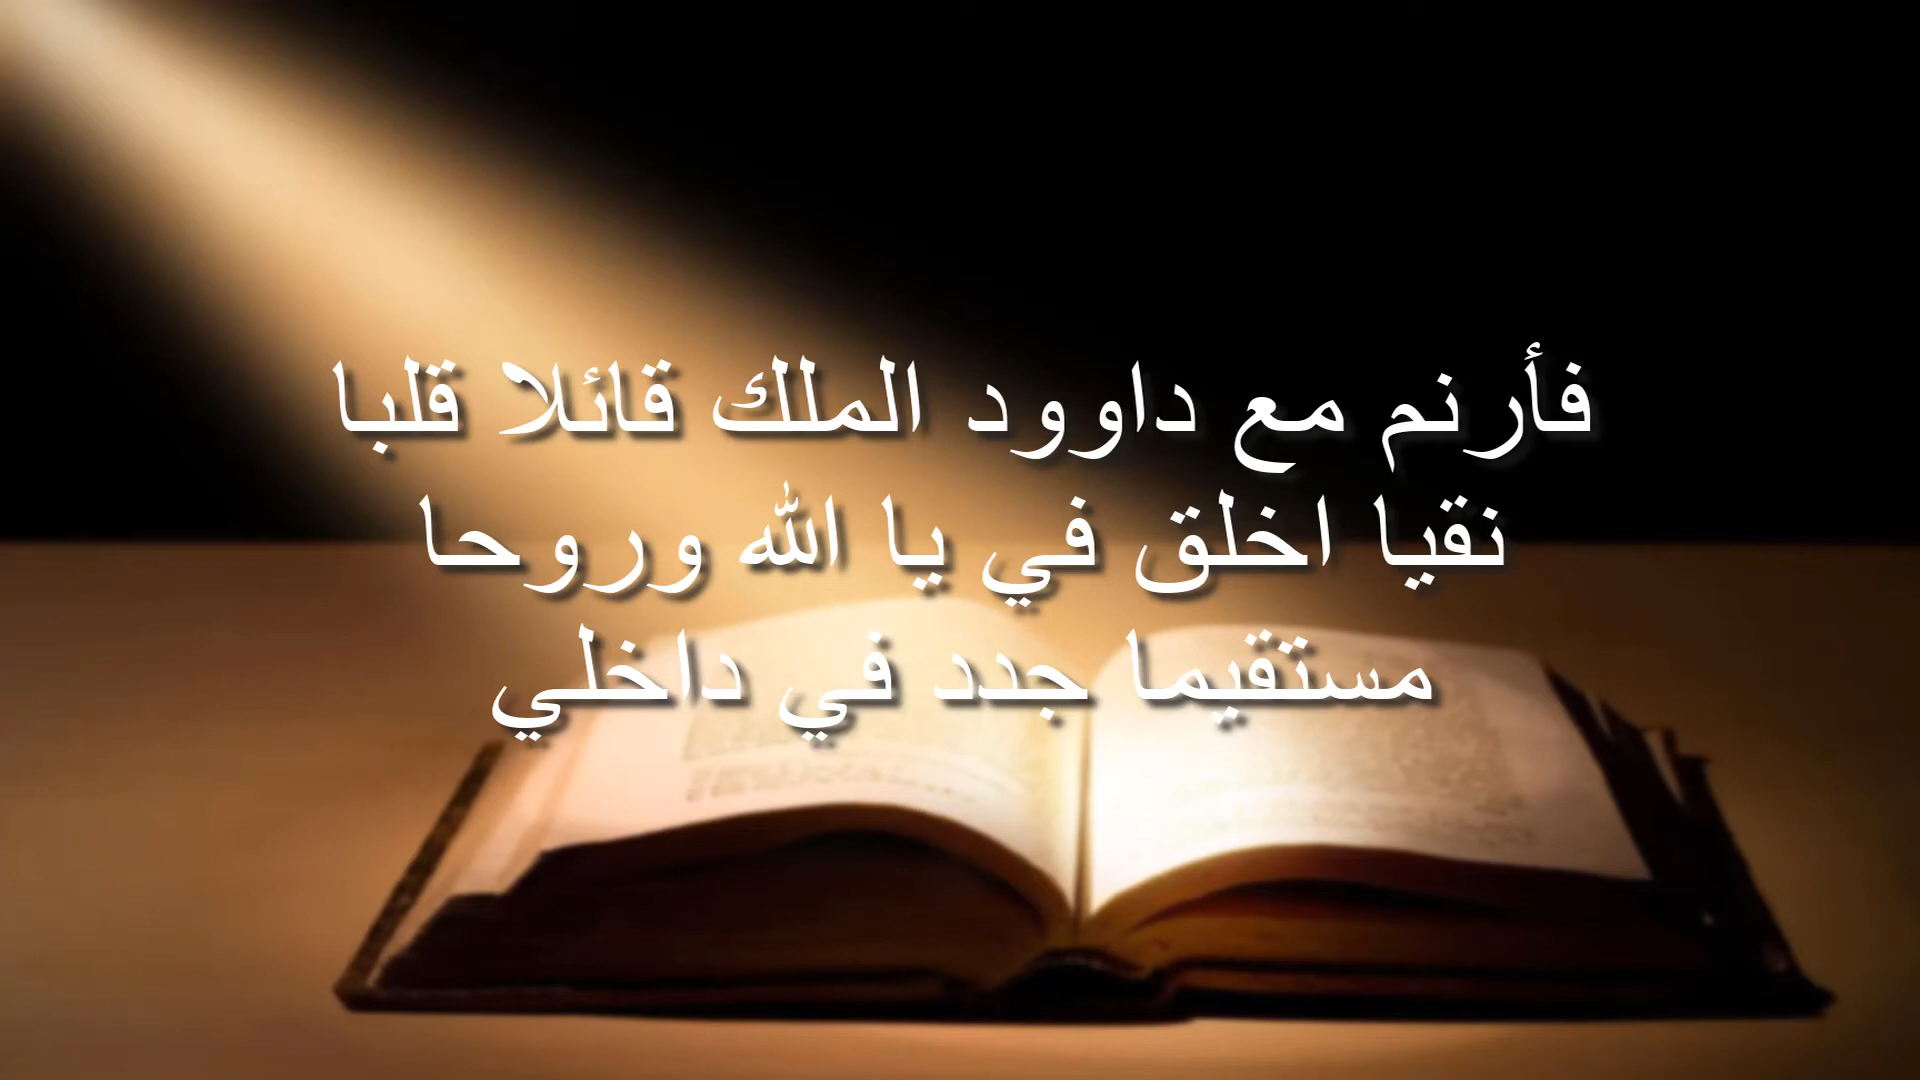 فأرنم مع داوود الملك قائلا قلبا
نقيا اخلق في يا الله وروحا
مستقيما جدد في داخلي